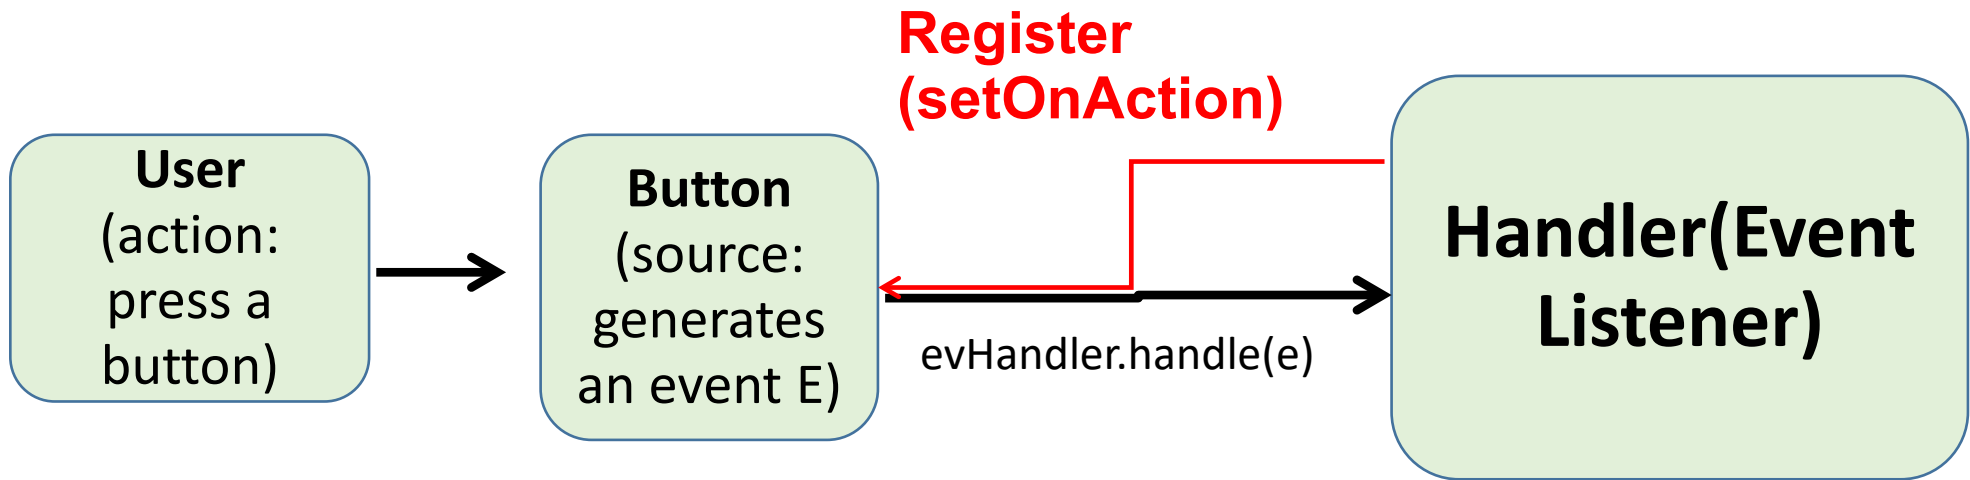 Register
(setOnAction)
User
(action:
press a
button)
Button
(source:
generates
an event E)
evHandler.handle(e)
Handler(Event
Listener)